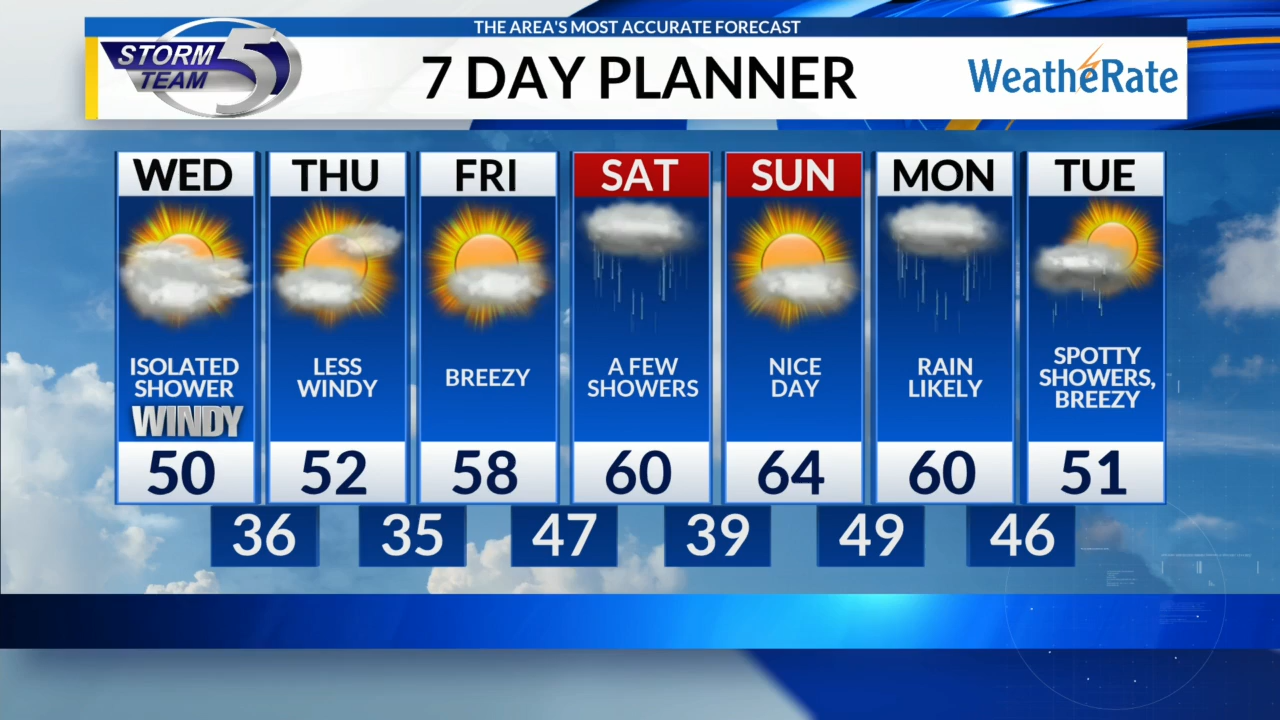 THE AREA'S MOST ACCURATE FORECAST
STORM TEAM 5
7 DAY PLANNER
WeatheRate
WED THU FRI SAT SUN MON TUE
ISOLATED SHOWER WINDY
LESS WINDY
BREEZY
A FEW SHOWERS
NICE DAY
RAIN LIKELY
SPOTTY SHOWERS, BREEZY
50 52 58 60 64 60 51
36 35 47 39 49 46